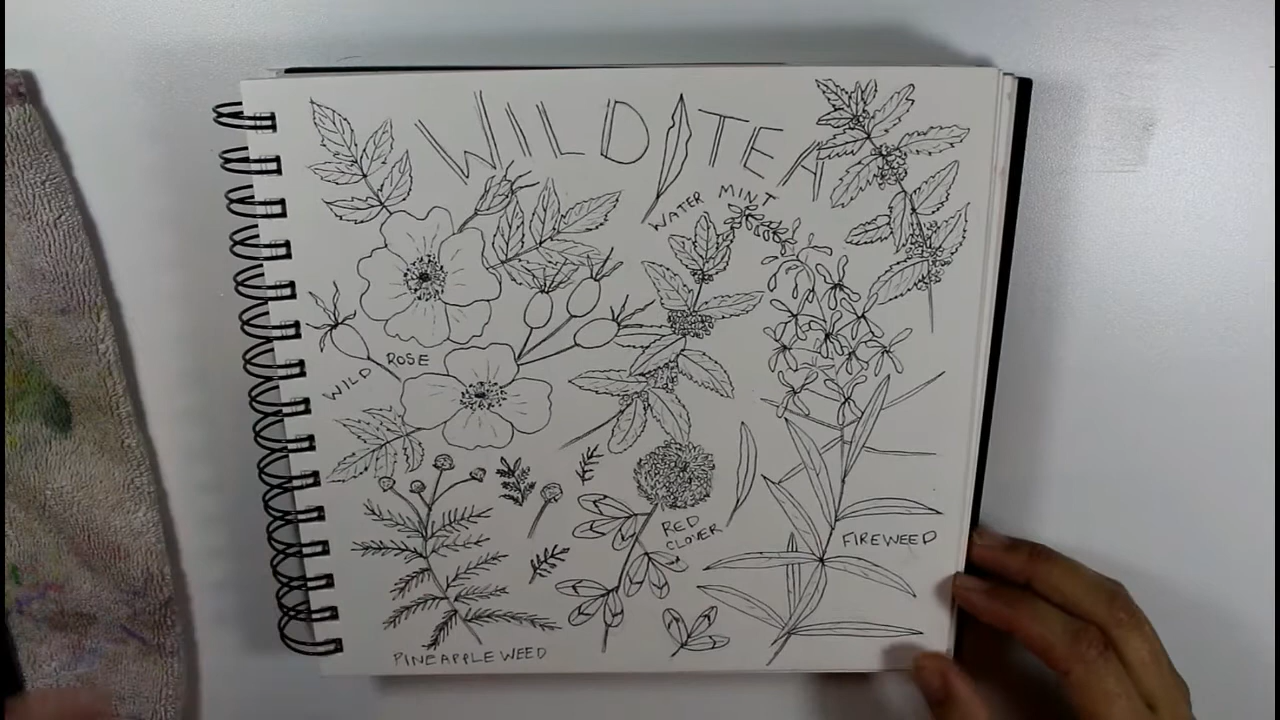 WILD TEA
WATER MINT
WILD ROSE
RED
CLOVER
FIREWEED
PINEAPPLE WEED